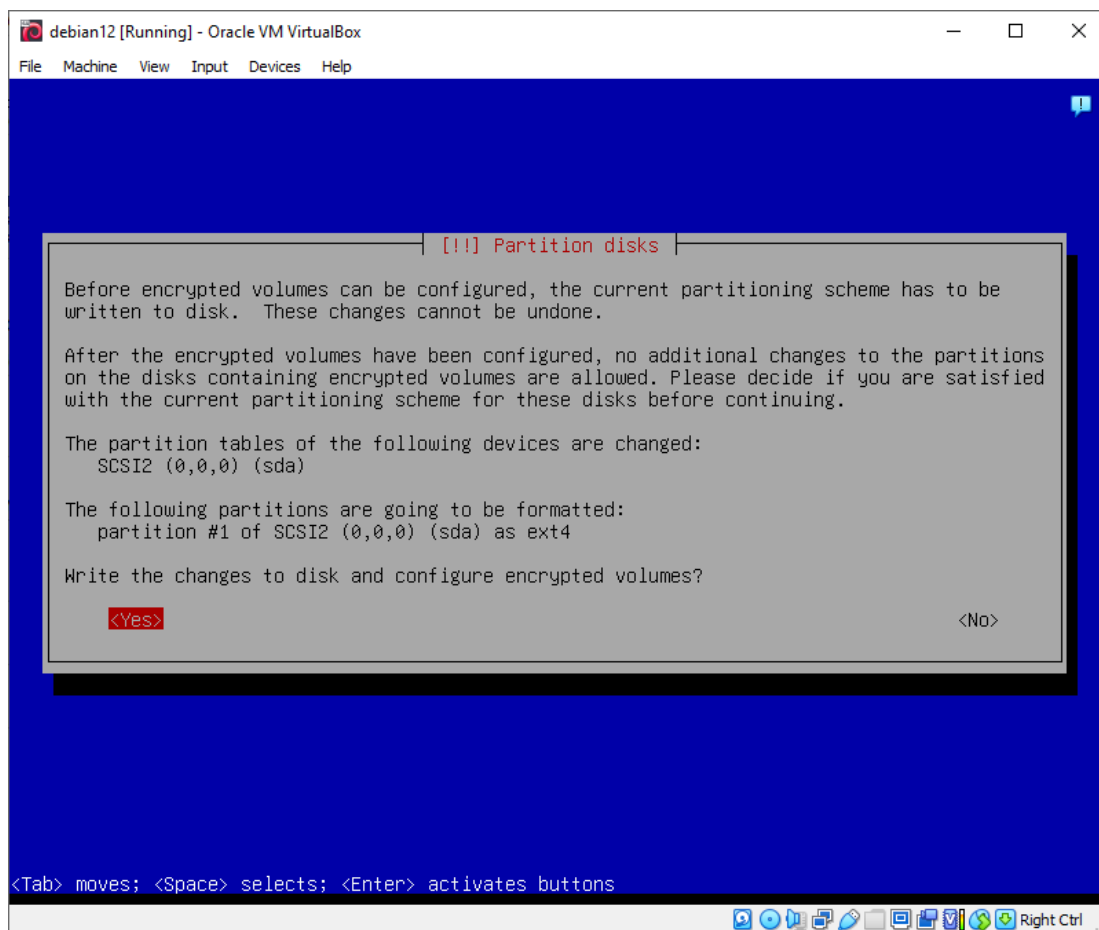 debian12 [Running] - Oracle VM VirtualBox
File Machine View Input Devices Help
[!!] Partition disks
Before encrypted volumes can be configured, the current partitioning scheme has to be
written to disk.  These changes cannot be undone.
After the encrypted volumes have been configured, no additional changes to the partitions
on the disks containing encrypted volumes are allowed. Please decide if you are satisfied
with the current partitioning scheme for these disks before continuing.
The partition tables of the following devices are changed:
SCSI2 (0,0,0) (sda)
The following partitions are going to be formatted:
partition #1 of SCSI2 (0,0,0) (sda) as ext4
Write the changes to disk and configure encrypted volumes?
<Yes> <No>
<Tab> moves; <Space> selects; <Enter> activates buttons
Right Ctrl